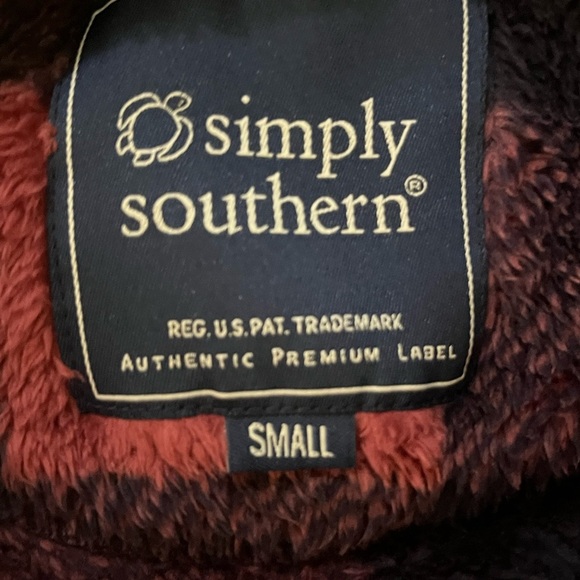 simply
southern®
REG. U.S. PAT. TRADEMARK
AUTHENTIC PREMIUM LABEL
SMALL